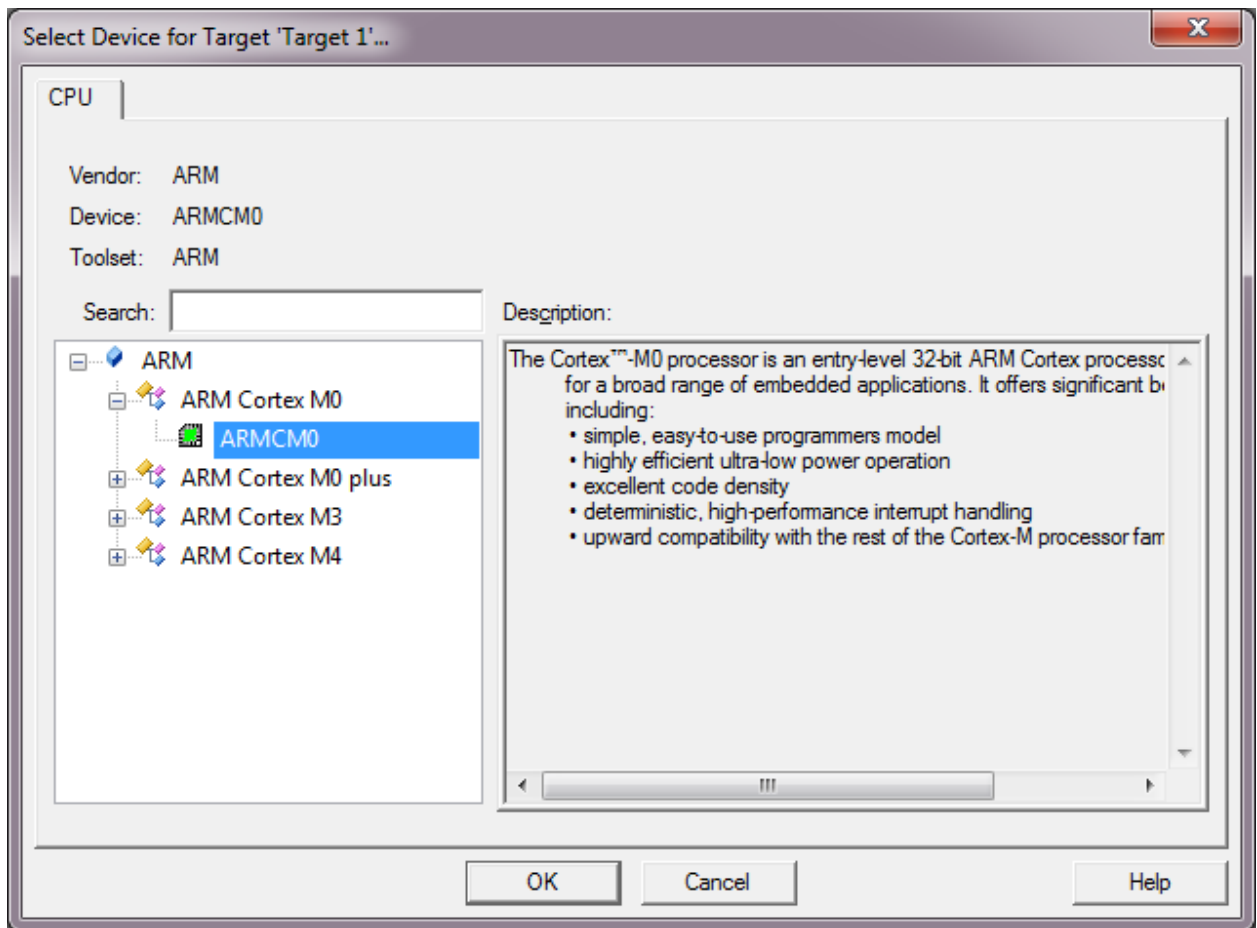 Select Device for Target 'Target 1'...
CPU
Vendor: ARM
Device: ARMCM0
Toolset: ARM
Search:
ARM
ARM Cortex M0
ARMCM0
ARM Cortex M0 plus
ARM Cortex M3
ARM Cortex M4
Description:
The Cortex™-M0 processor is an entry-level 32-bit ARM Cortex
for a broad range of embedded applications. It offers significant
including:
• simple, easy-to-use programmers model
• highly efficient ultra-low power operation
• excellent code density
• deterministic, high-performance interrupt handling
• upward compatibility with the rest of the Cortex-M processor
OK Cancel Help